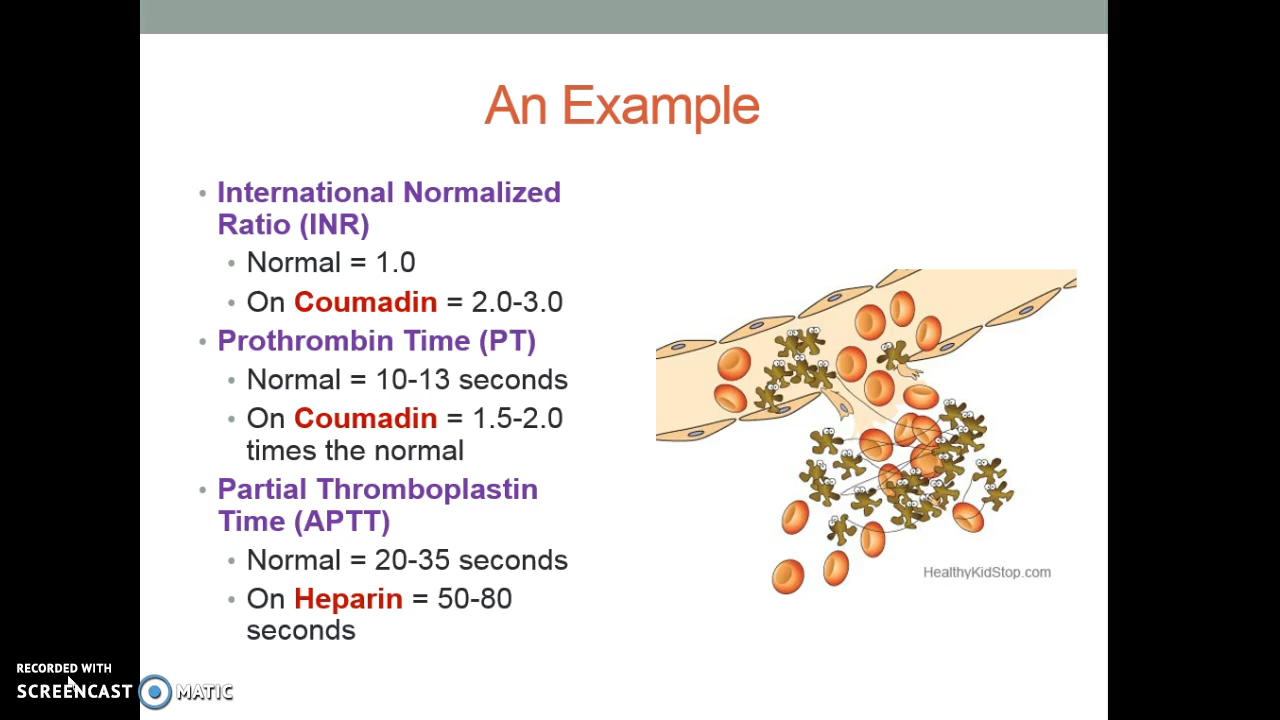 An Example
• International Normalized
Ratio (INR)
• Normal = 1.0
• On Coumadin = 2.0-3.0
• Prothrombin Time (PT)
• Normal = 10-13 seconds
• On Coumadin = 1.5-2.0
times the normal
• Partial Thromboplastin
Time (APTT)
• Normal = 20-35 seconds
• On Heparin = 50-80
seconds
HealthyKidStop.com
RECORDED WITH
SCREENCAST MATIC